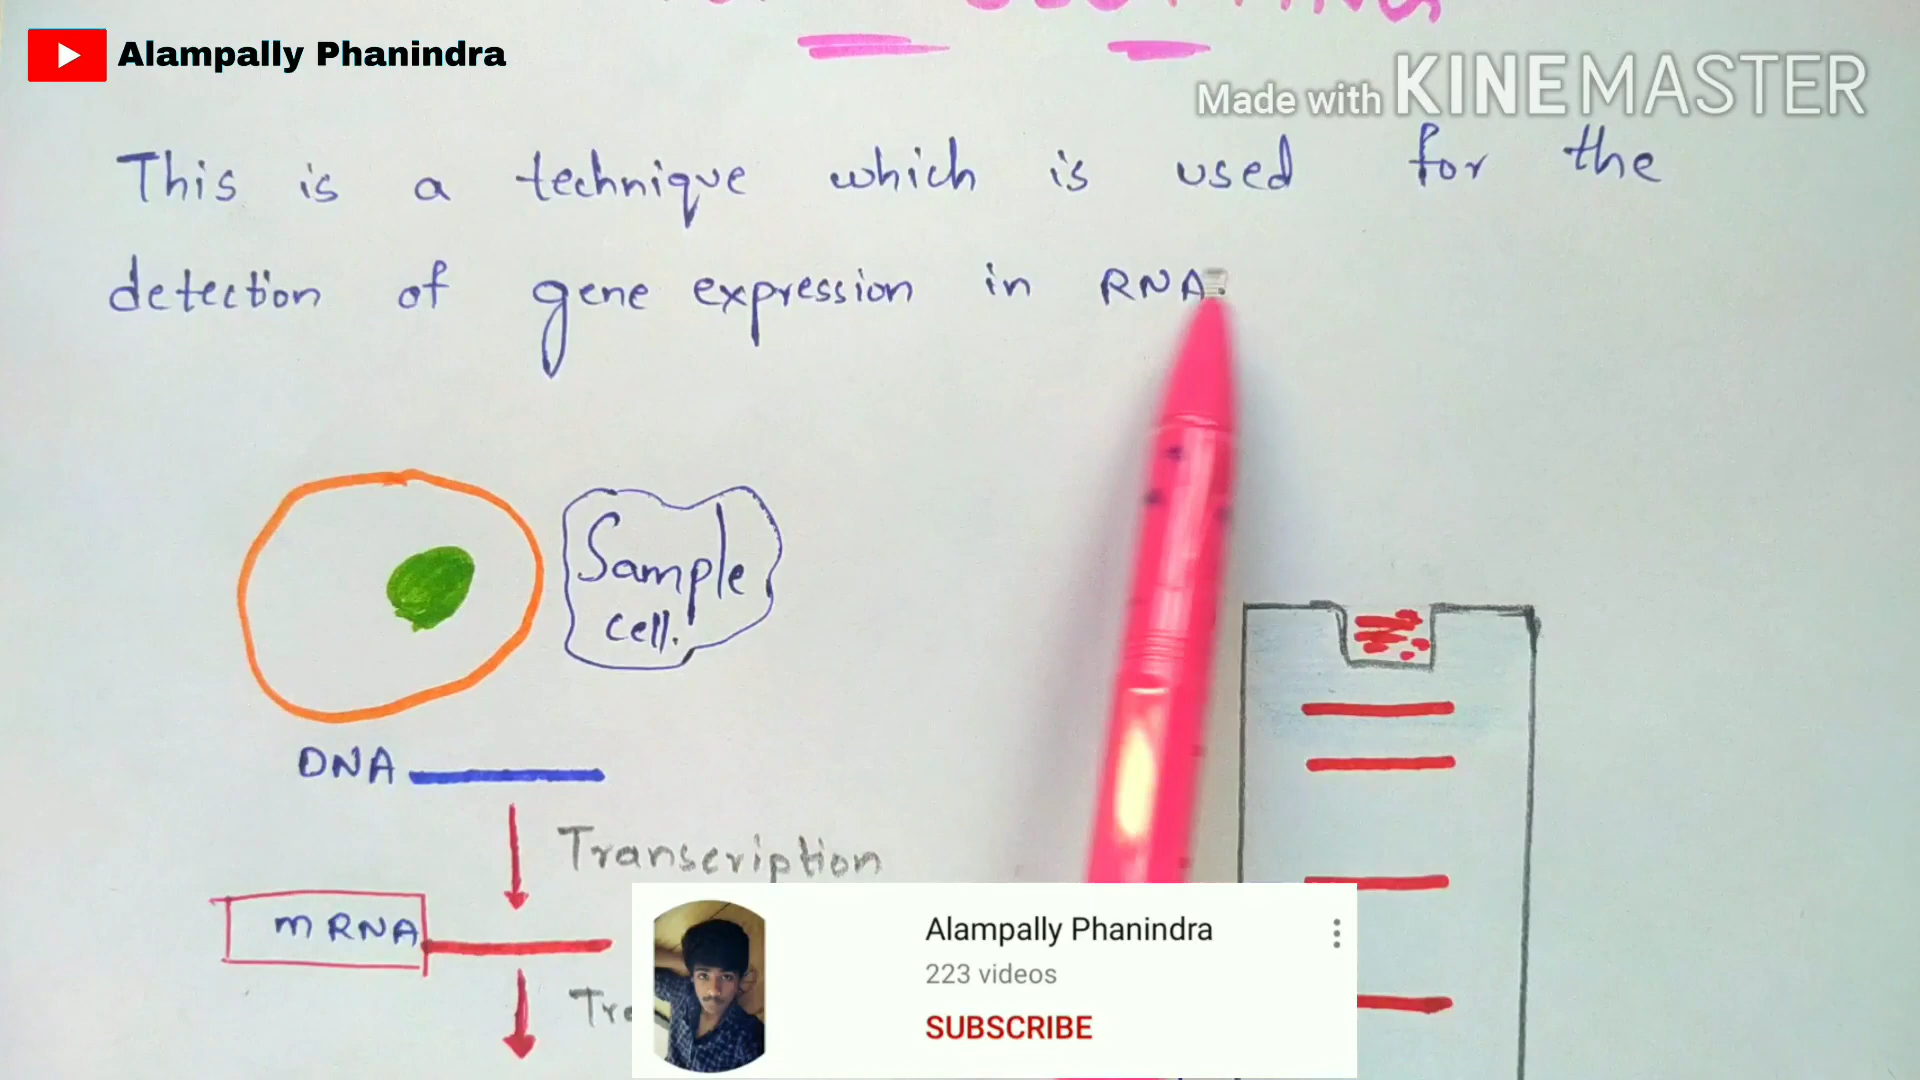 Alampally Phanindra
Made with KINEMASTER
This is a technique which is used for the
detection of gene expression in RNA.
Sample
cell.
DNA
Transcription
mRNA
Alampally Phanindra
223 videos
SUBSCRIBE